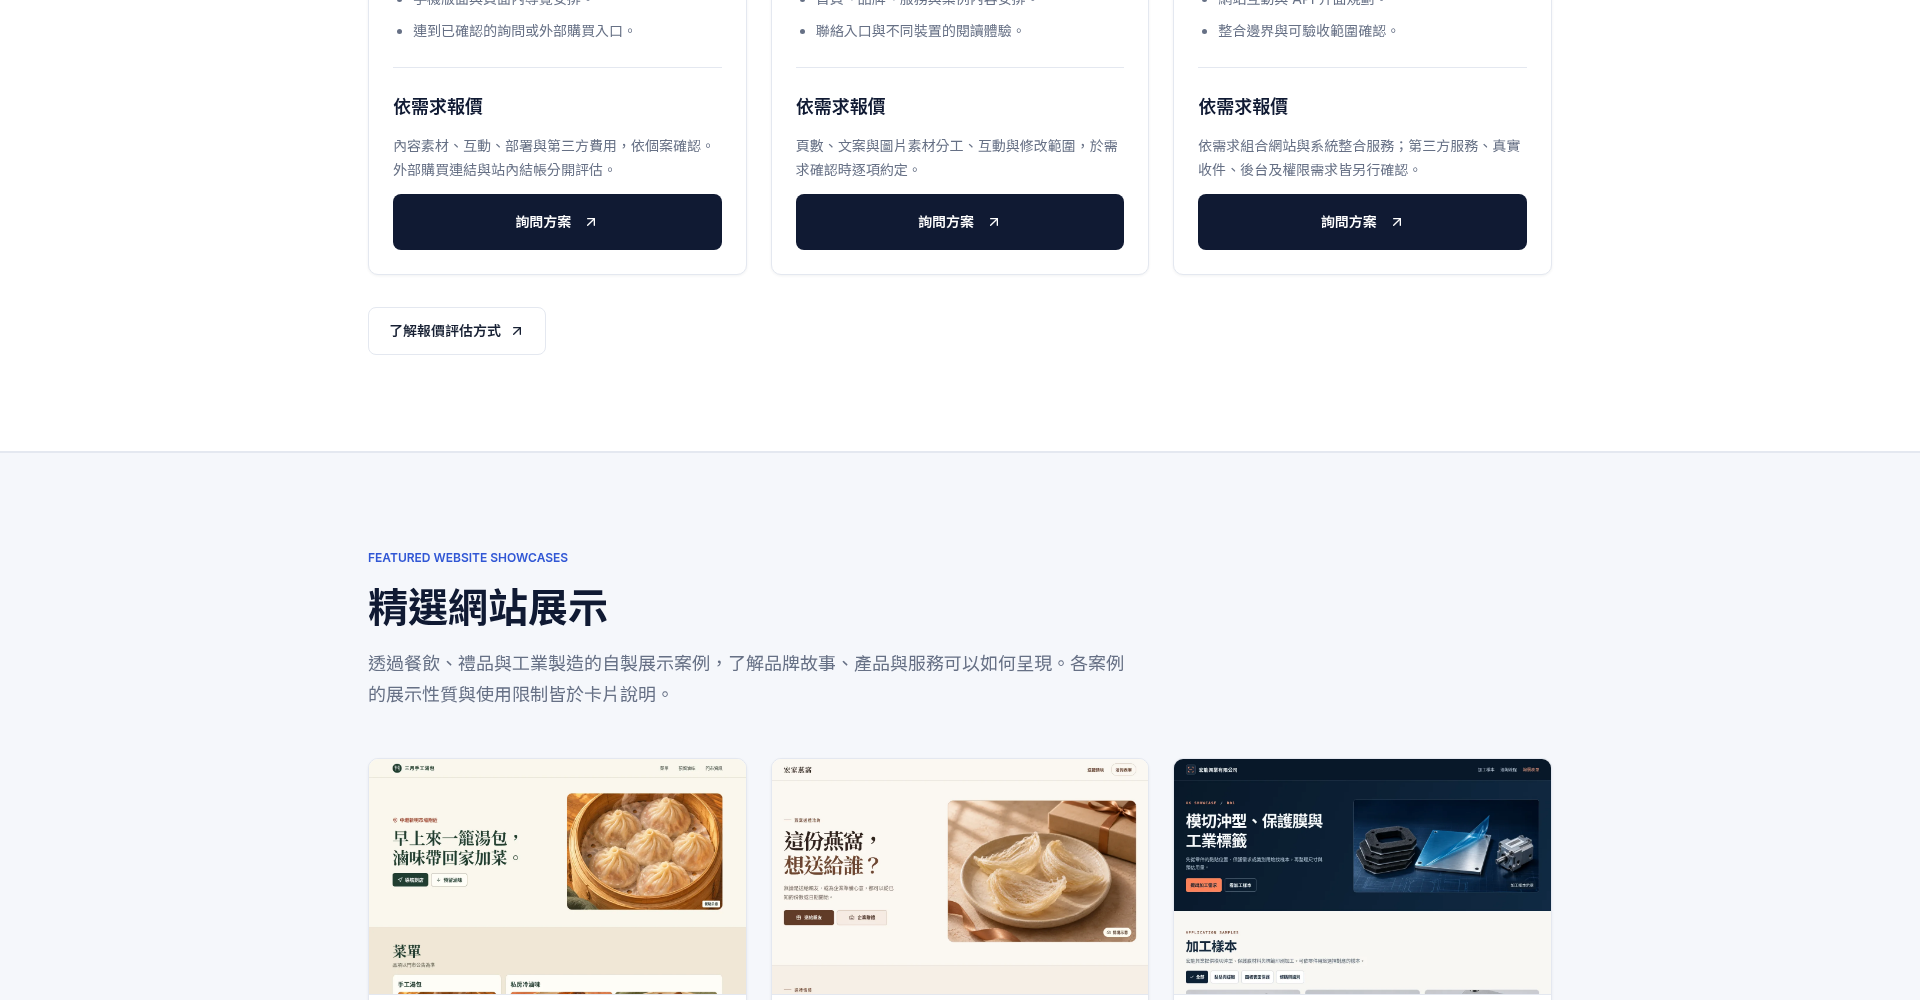 連到已確認的詢問或外部購買入口。
聯絡入口與不同裝置的閱讀體驗。
整合邊界與可驗收範圍確認。
依需求報價
內容素材、互動、部署與第三方費用，依個案確認。
外部購買連結與站內結帳分開評估。
詢問方案
依需求報價
頁數、文案與圖片素材分工、互動與修改範圍，於需
求確認時逐項約定。
詢問方案
依需求報價
依需求組合網站與系統整合服務；第三方服務、真實
收件、後台及權限需求皆另行確認。
詢問方案
了解報價評估方式
FEATURED WEBSITE SHOWCASES
精選網站展示
透過餐飲、禮品與工業製造的自製展示案例，了解品牌故事、產品與服務可以如何呈現。各案例
的展示性質與使用限制皆於卡片說明。
早上來一籠湯包，
滷味帶回家加菜。
菜單
手工湯包
私房冷滷味
這份燕窩，
想送給誰？
模切沖型、保護膜與
工業標籤
APPLICATION SAMPLES
加工樣本